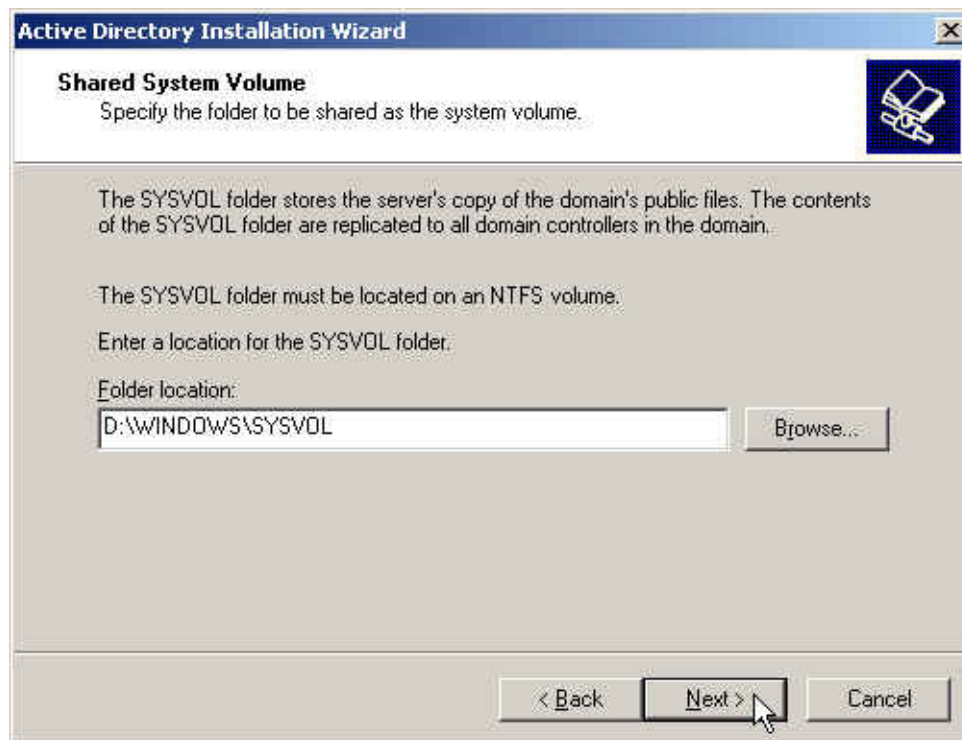 Active Directory Installation Wizard
Shared System Volume
Specify the folder to be shared as the system volume.
The SYSVOL folder stores the server's copy of the domain's public files. The contents
of the SYSVOL folder are replicated to all domain controllers in the domain.
The SYSVOL folder must be located on an NTFS volume.
Enter a location for the SYSVOL folder.
Folder location:
D:\WINDOWS\SYSVOL
Browse...
< Back
Next >
Cancel